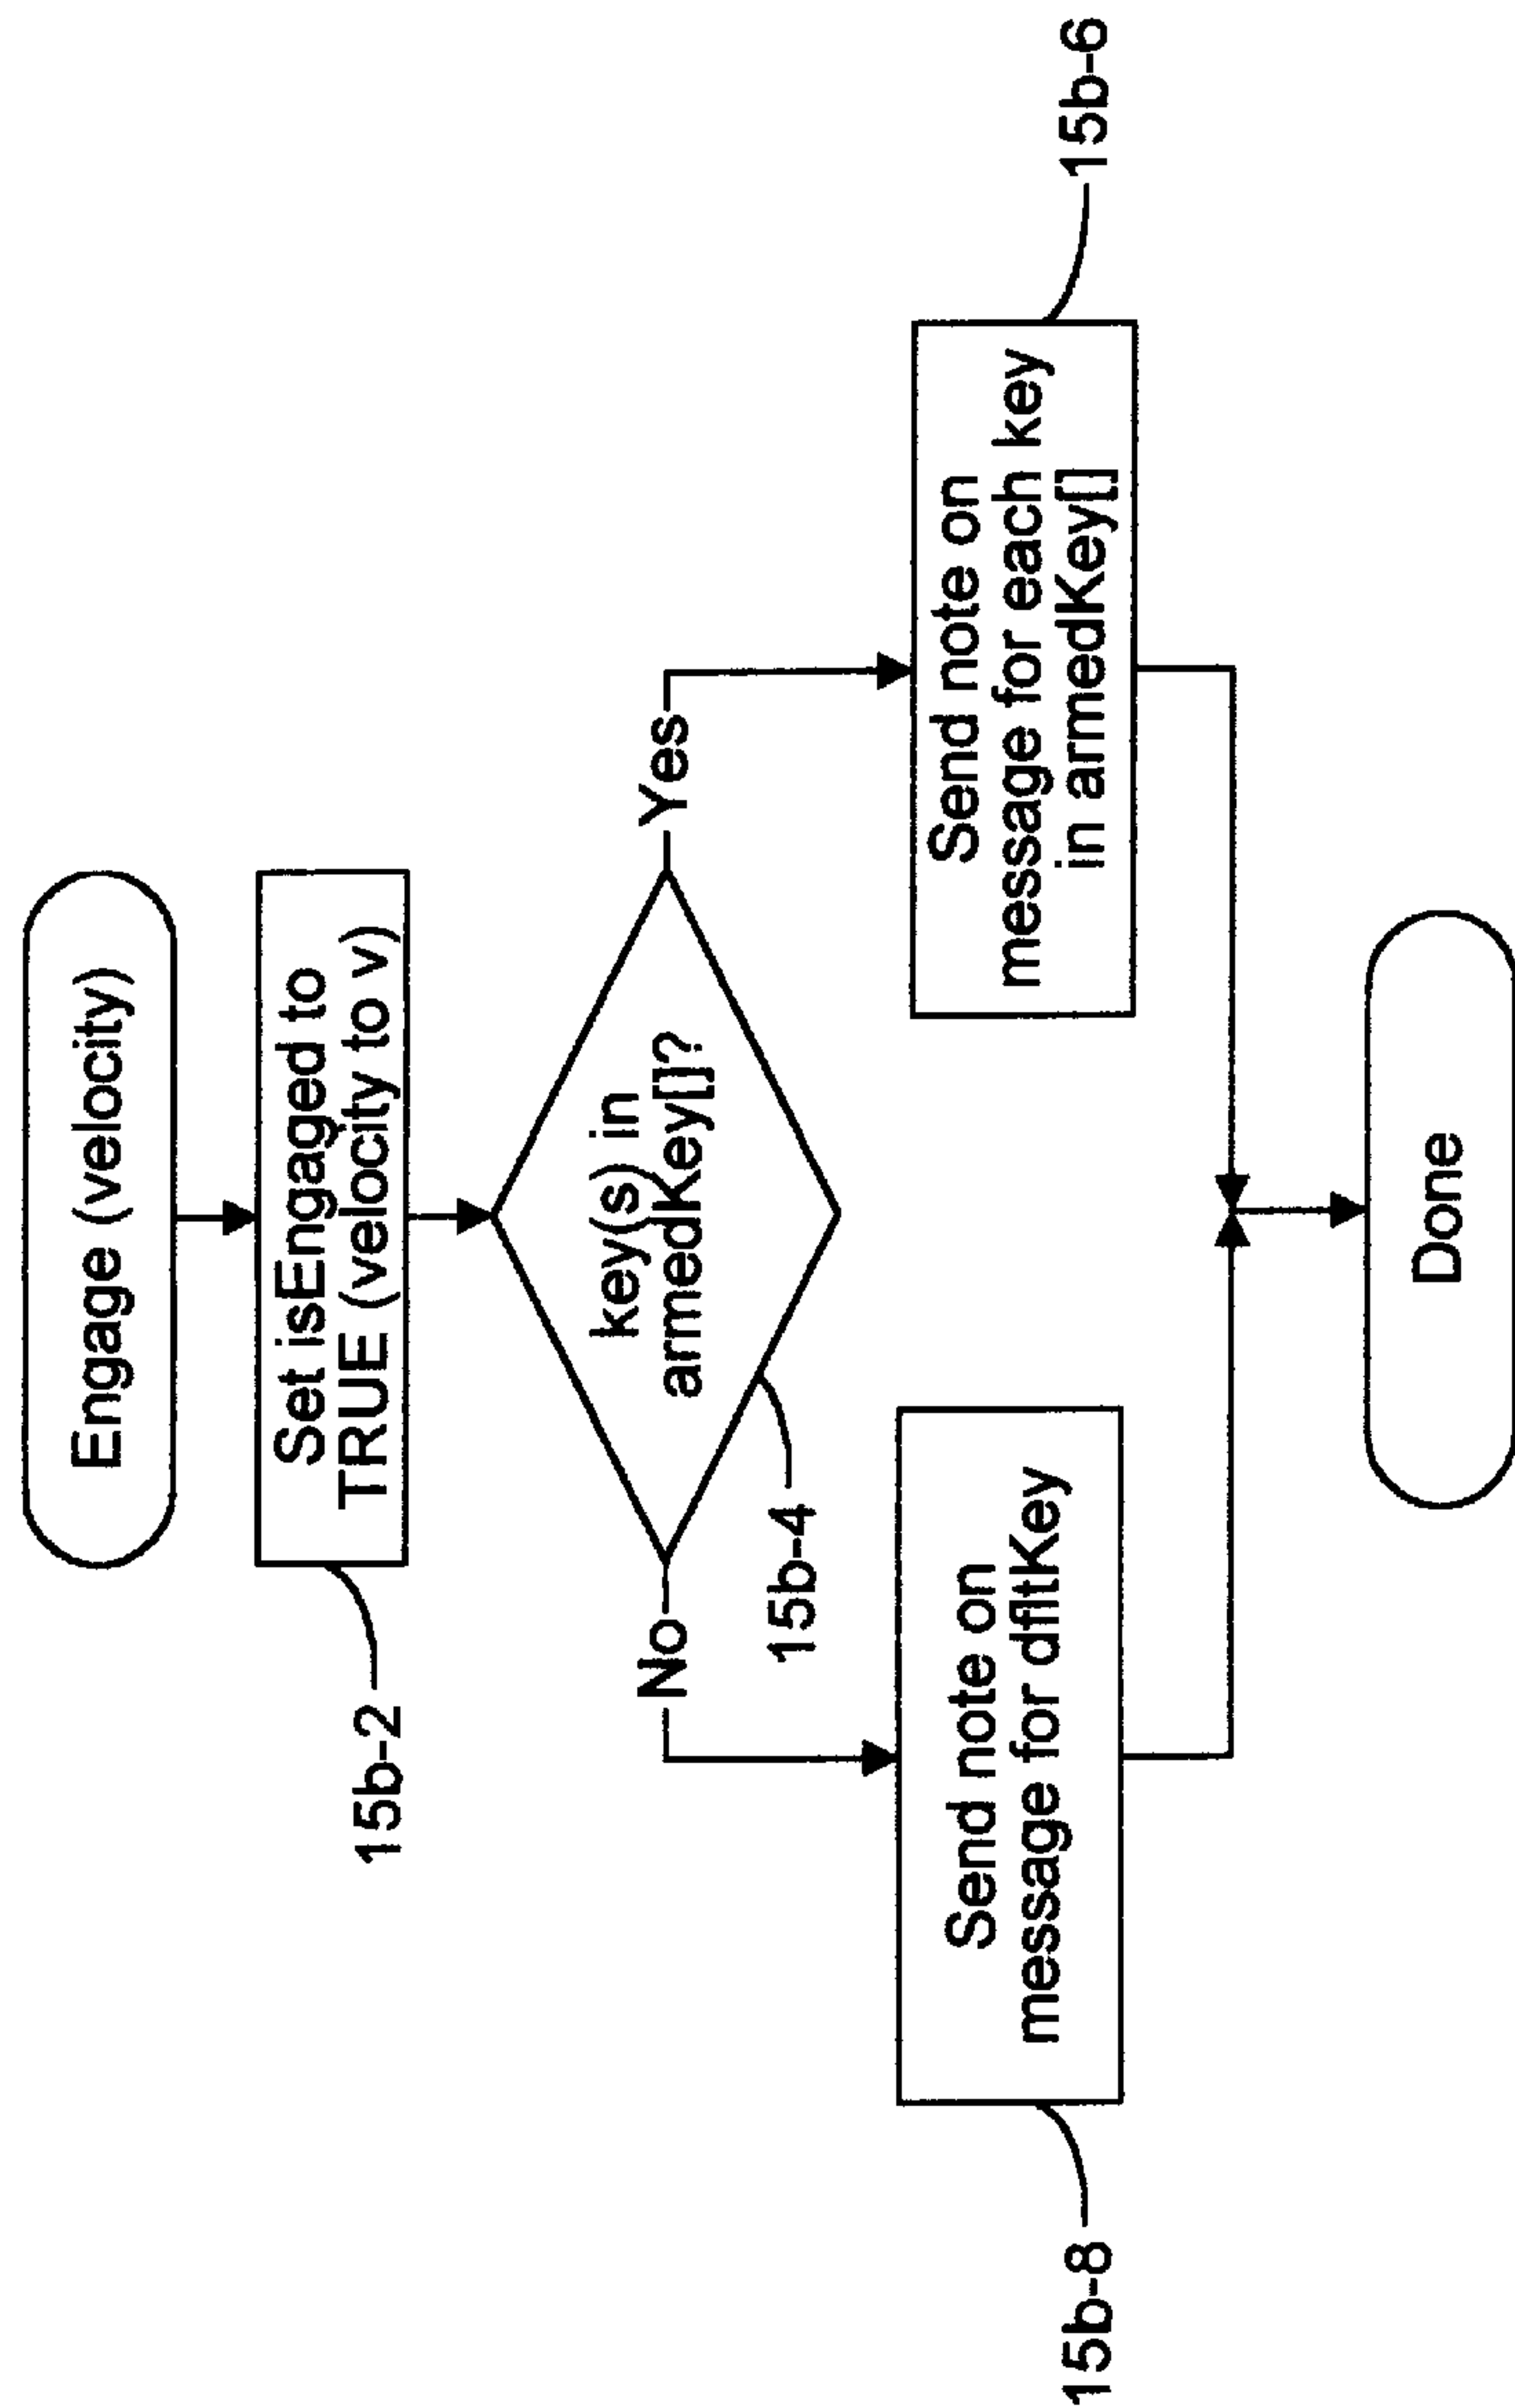 Engage (velocity)
Set isEngaged to
TRUE (velocity to v)
15b-2
key(s) in
armedKey[]?
No
Yes
15b-4
Send note on
message for dfltKey
15b-8
Send note on
message for each key
in armedKey[]
15b-6
Done